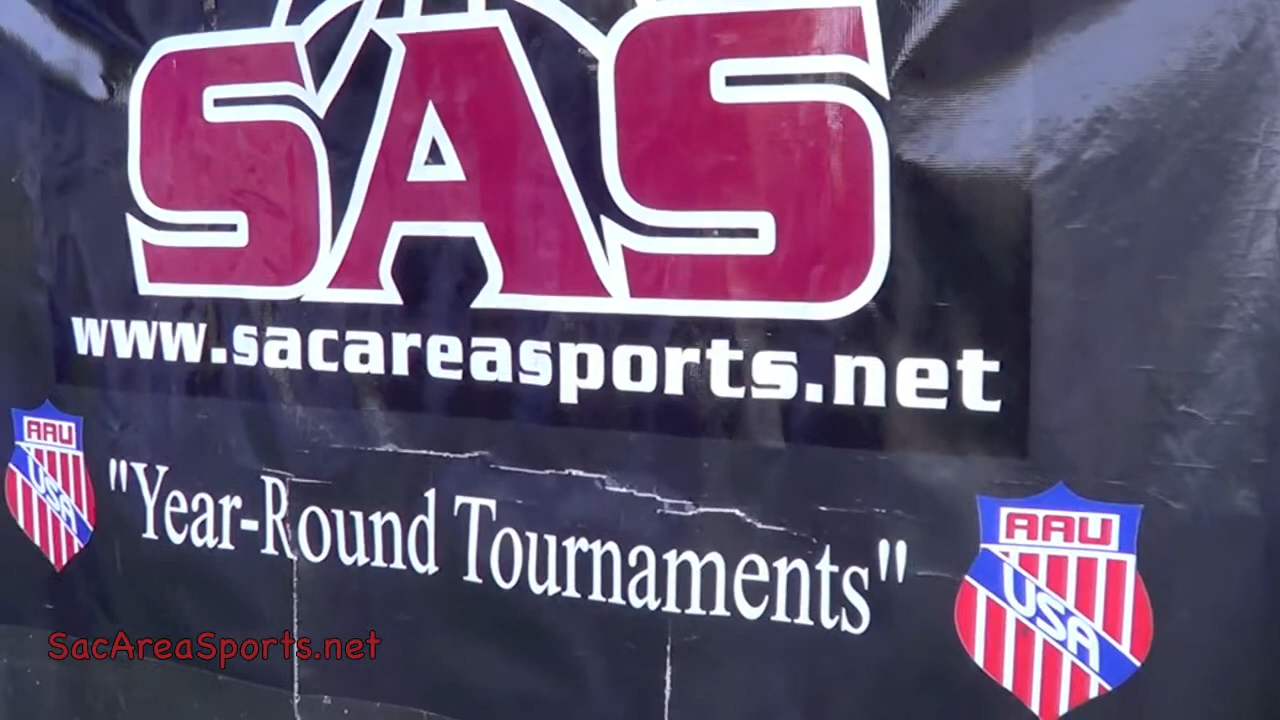 SAS
www.sacareasports.net
AAU
USA
"Year-Round Tournaments"
AAU
USA
SacAreaSports.net